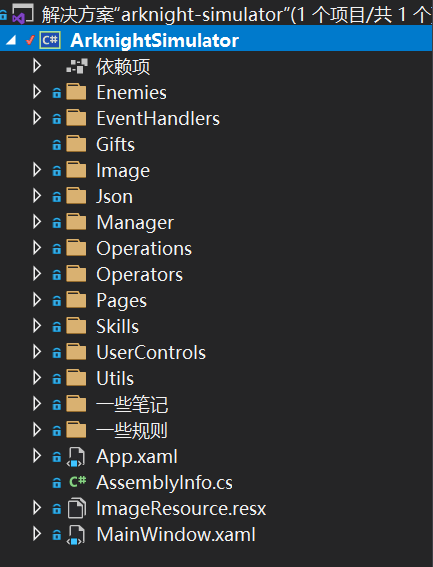 解决方案"arknight-simulator"(1 个项目/共 1 个
C# ArknightSimulator
依赖项
Enemies
EventHandlers
Gifts
Image
Json
Manager
Operations
Operators
Pages
Skills
UserControls
Utils
一些笔记
一些规则
App.xaml
C# AssemblyInfo.cs
ImageResource.resx
MainWindow.xaml